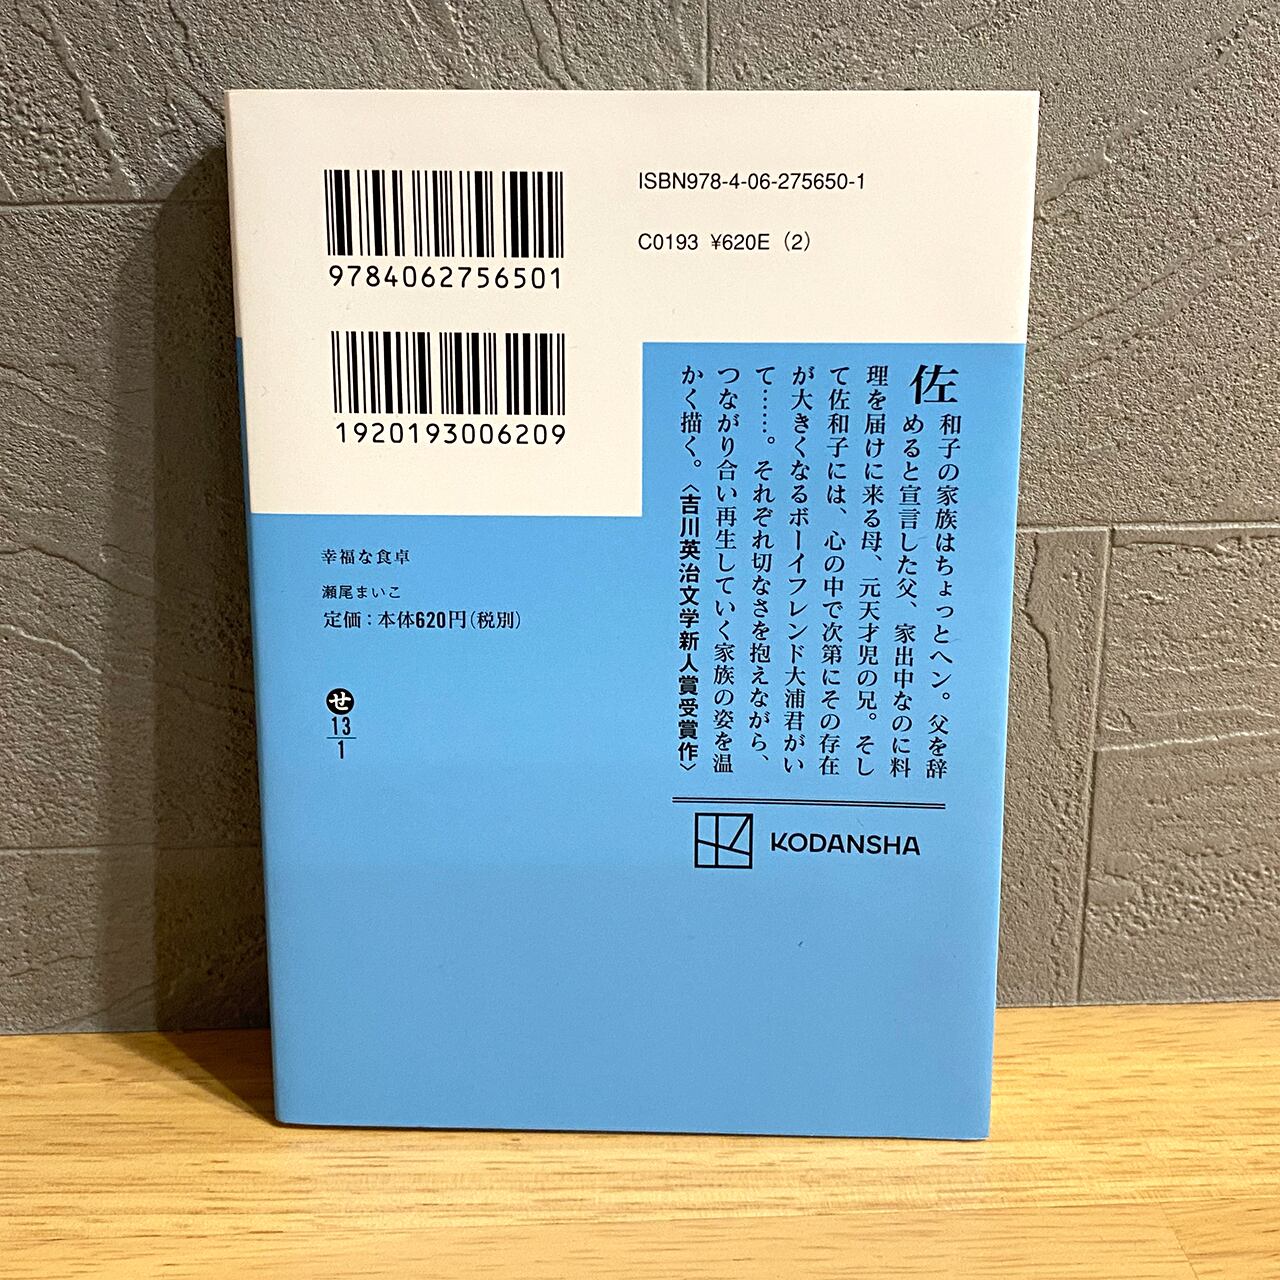 9784062756501
ISBN978-4-06-275650-1
C0193 ¥620E (2)
1920193006209
佐和子の家族はちょっとヘン。父を辞
めると宣言した父、家出中なのに料
理を届けに来る母、元天才児の兄。そし
て佐和子には、心の中で次第にその存在
が大きくなるボーイフレンド大浦君がい
て……。それぞれ切なさを抱えながら、
つながり合い再生していく家族の姿を温
かく描く。〈吉川英治文学新人賞受賞作〉
幸福な食卓
瀬尾まいこ
定価：本体620円(税別)
せ
13
1
KODANSHA